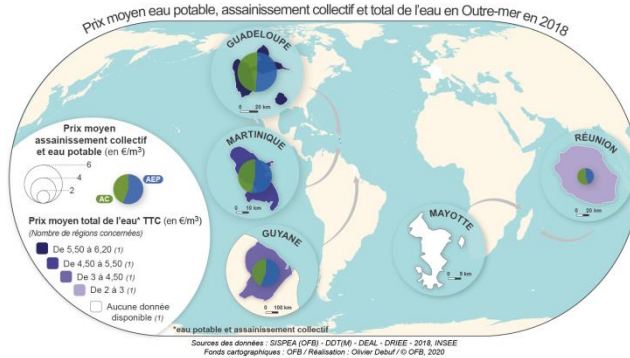 Prix moyen eau potable, assainissement collectif et total de l'eau en Outre-mer en 2018
GUADELOUPE
0 20 km
MARTINIQUE
0 10 km
GUYANE
0 100 km
MAYOTTE
0 5 km
RÉUNION
0 20 km
Prix moyen
assainissement collectif
et eau potable (en €/m³)
6
4
2
AEP
AC
Prix moyen total de l'eau* TTC (en €/m³)
(Nombre de régions concernées)
De 5,50 à 6,20 (1)
De 4,50 à 5,50 (1)
De 3 à 4,50 (1)
De 2 à 3 (1)
Aucune donnée
disponible (1)
*eau potable et assainissement collectif
Sources des données : SISPEA (OFB) - DDT(M) - DEAL - DRIEE - 2018, INSEE
Fonds cartographiques : OFB / Réalisation : Olivier Debuf / © OFB, 2020